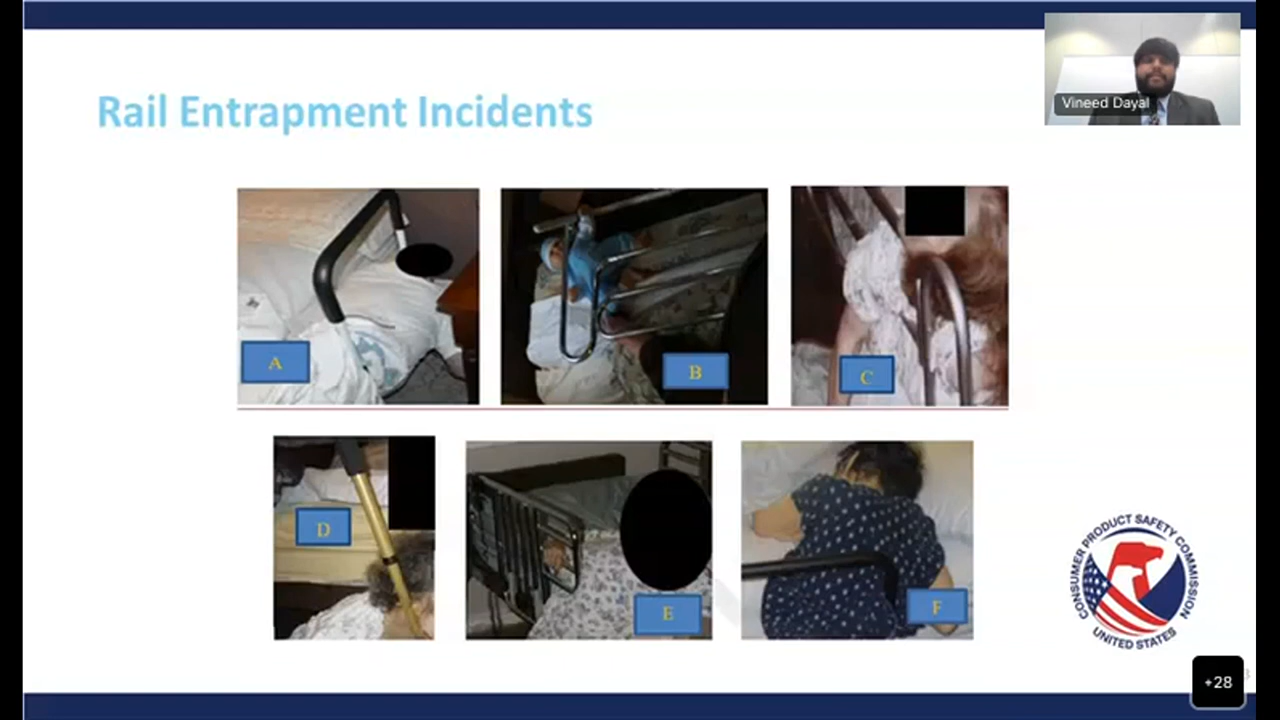 Vineed Dayal
Rail Entrapment Incidents
A
B
C
D
E
F
CONSUMER PRODUCT SAFETY COMMISSION
UNITED STATES
+28